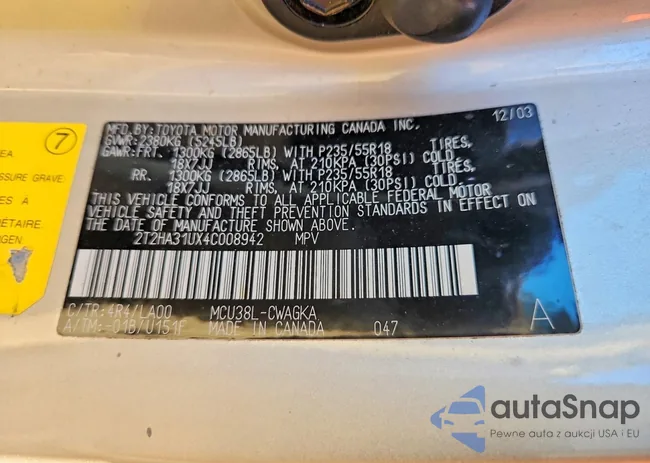 MFD.BY:TOYOTA MOTOR MANUFACTURING CANADA INC. 12/03
GVWR:2380KG (5245LB)
GAWR:FRT. 1300KG (2865LB) WITH P235/55R18 TIRES,
18X7JJ RIMS, AT 210KPA (30PSI) COLD.
RR. 1300KG (2865LB) WITH P235/55R18 TIRES,
18X7JJ RIMS, AT 210KPA (30PSI) COLD.
THIS VEHICLE CONFORMS TO ALL APPLICABLE FEDERAL MOTOR
VEHICLE SAFETY AND THEFT PREVENTION STANDARDS IN EFFECT ON
THE DATE OF MANUFACTURE SHOWN ABOVE.
2T2HA31UX4C008942 MPV
C/TR:4R4/LA00 MCU38L-CWAGKA A
A/TM:-01B/U151F MADE IN CANADA 047
7
EA
ESSURE GRAVE
ES À
ÉTAIRE.
RGEN
autaSnap
Pewne auta z aukcji USA i EU